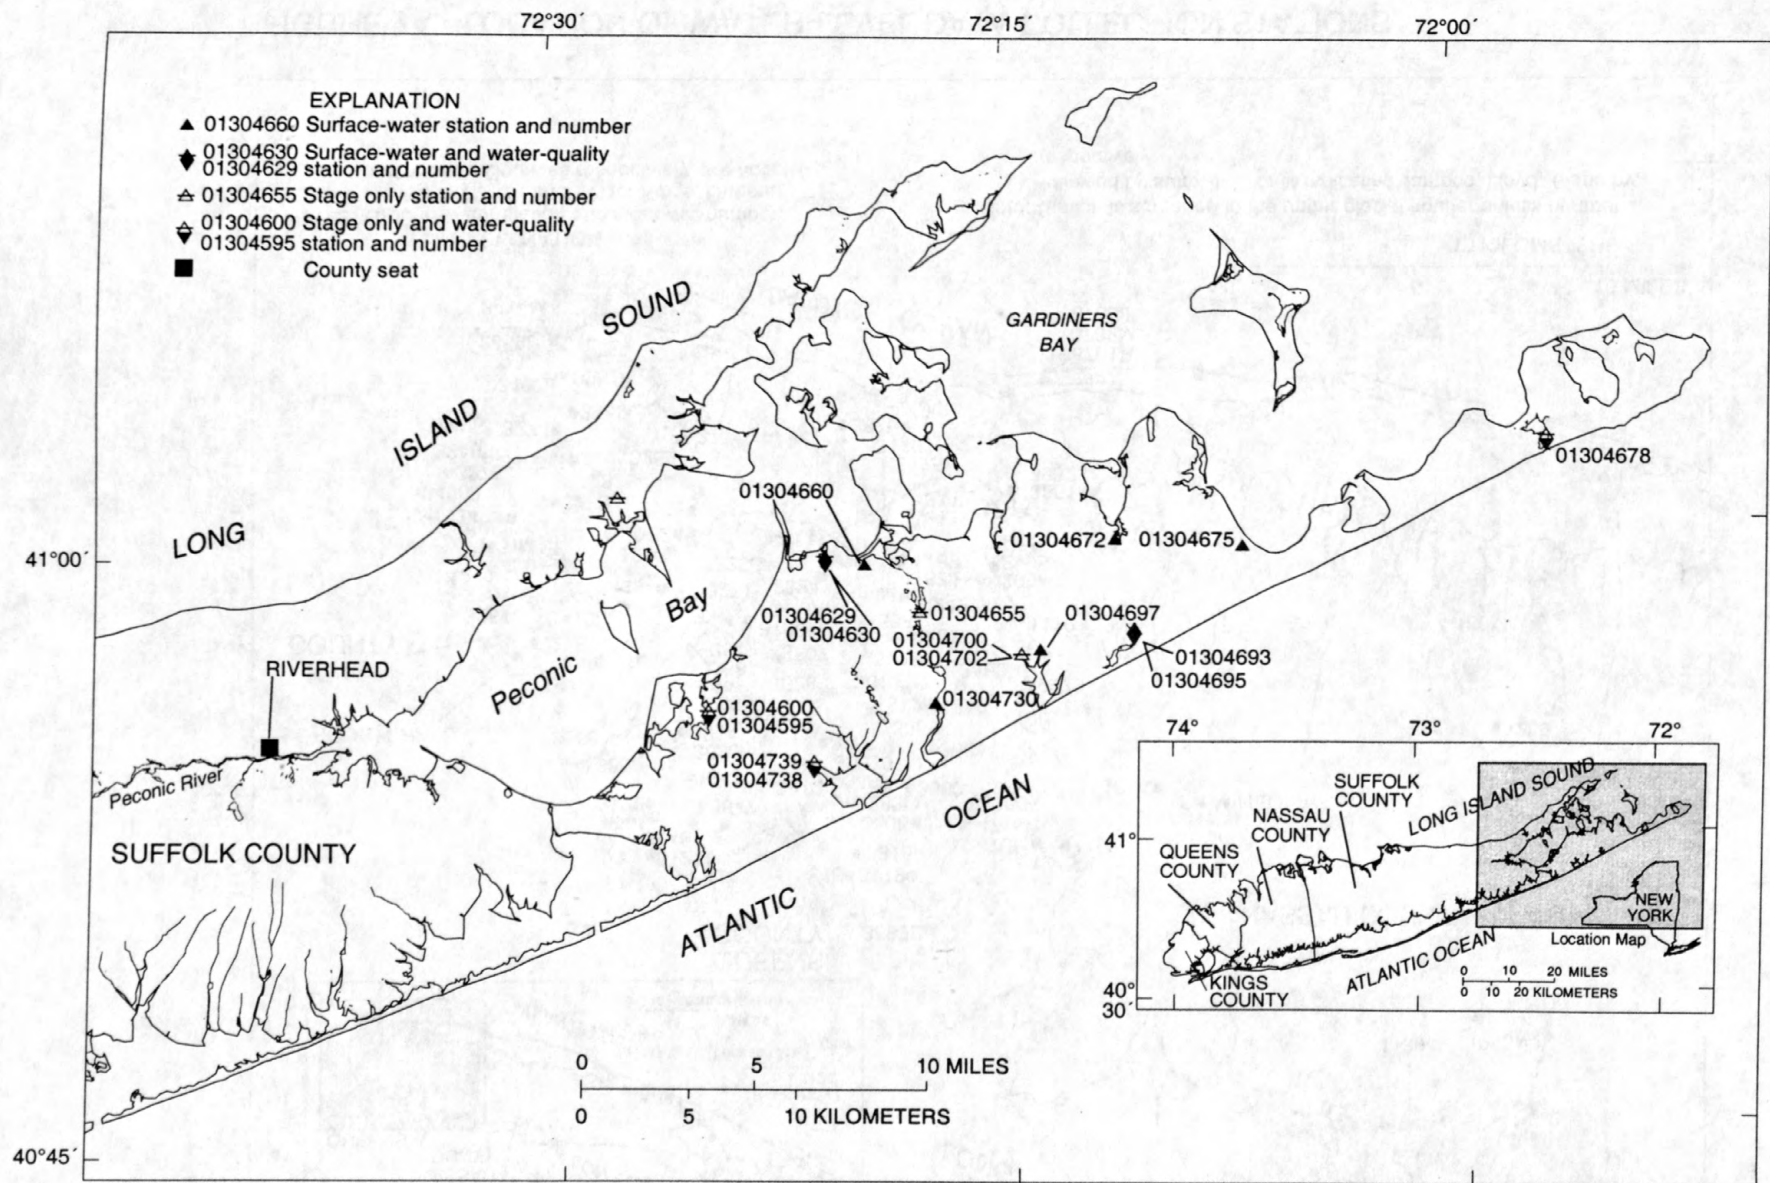 72°30′
72°15′
72°00′
EXPLANATION
01304660 Surface-water station and number
01304630 Surface-water and water-quality
01304629 station and number
01304655 Stage only station and number
01304600 Stage only and water-quality
01304595 station and number
County seat
LONG ISLAND SOUND
GARDINERS
BAY
01304678
01304660
01304672
01304675
41°00′
Bay
01304629
01304630
01304655
01304697
01304700
01304702
01304693
01304695
RIVERHEAD
Peconic
01304600
01304595
01304730
01304739
01304738
Peconic River
OCEAN
SUFFOLK COUNTY
ATLANTIC
74°
73°
72°
SUFFOLK
COUNTY
LONG ISLAND SOUND
NASSAU
COUNTY
41°
QUEENS
COUNTY
NEW
YORK
Location Map
ATLANTIC OCEAN
0 10 20 MILES
0 10 20 KILOMETERS
KINGS
COUNTY
40°
30′
0 5 10 MILES
0 5 10 KILOMETERS
40°45′